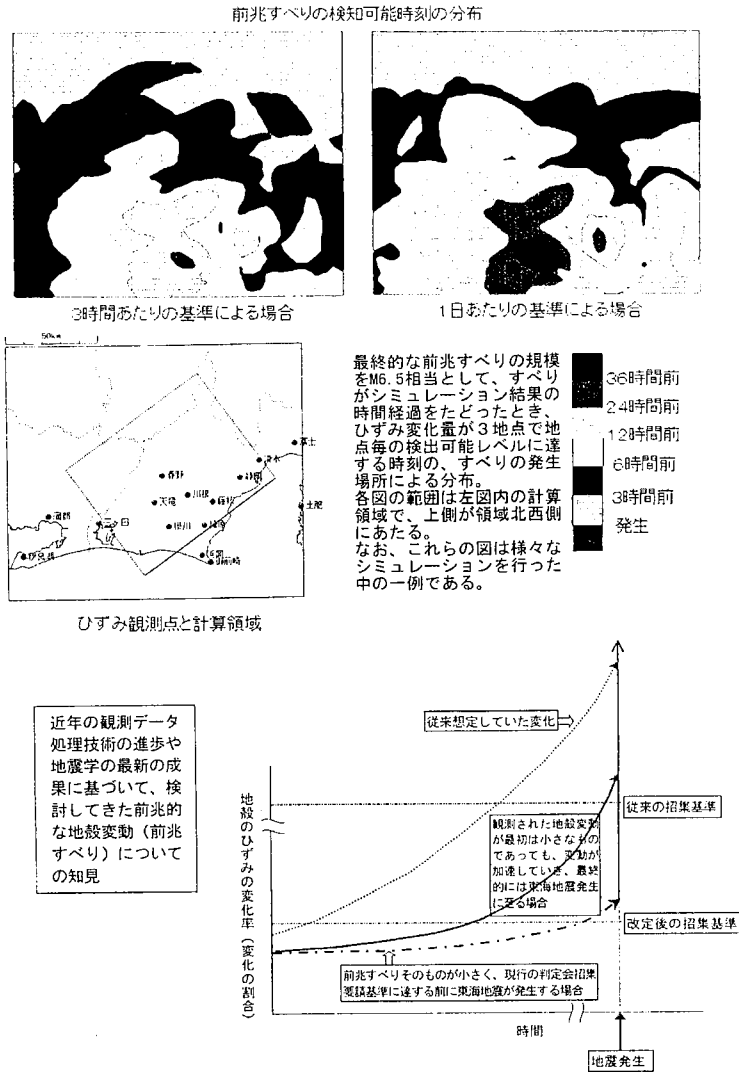 前兆すべりの検知可能時刻の分布
3時間あたりの基準による場合
1日あたりの基準による場合
50km
春野
天竜
川根
静岡
清水
富士
土肥
藤枝
掛川
蒲郡
三ケ日
伊良湖
御前崎
ひずみ観測点と計算領域
最終的な前兆すべりの規模
をM6.5相当として、すべり
がシミュレーション結果の
時間経過をたどったとき、
ひずみ変化量が3地点で地
点毎の検出可能レベルに達
する時刻の、すべりの発生
場所による分布。
各図の範囲は左図内の計算
領域で、上側が領域北西側
にあたる。
なお、これらの図は様々な
シミュレーションを行った
中の一例である。
36時間前
24時間前
12時間前
6時間前
3時間前
発生
近年の観測データ
処理技術の進歩や
地震学の最新の成
果に基づいて、検
討してきた前兆的
な地殻変動（前兆
すべり）について
の知見
地殻のひずみの変化率（変化の割合）
従来想定していた変化
従来の招集基準
観測された地殻変動
が最初は小さなもの
であっても、変動が
加速していき、最終
的には東海地震発生
に至る場合
改定後の招集基準
前兆すべりそのものが小さく、現行の判定会招集
要請基準に達する前に東海地震が発生する場合
時間
地震発生